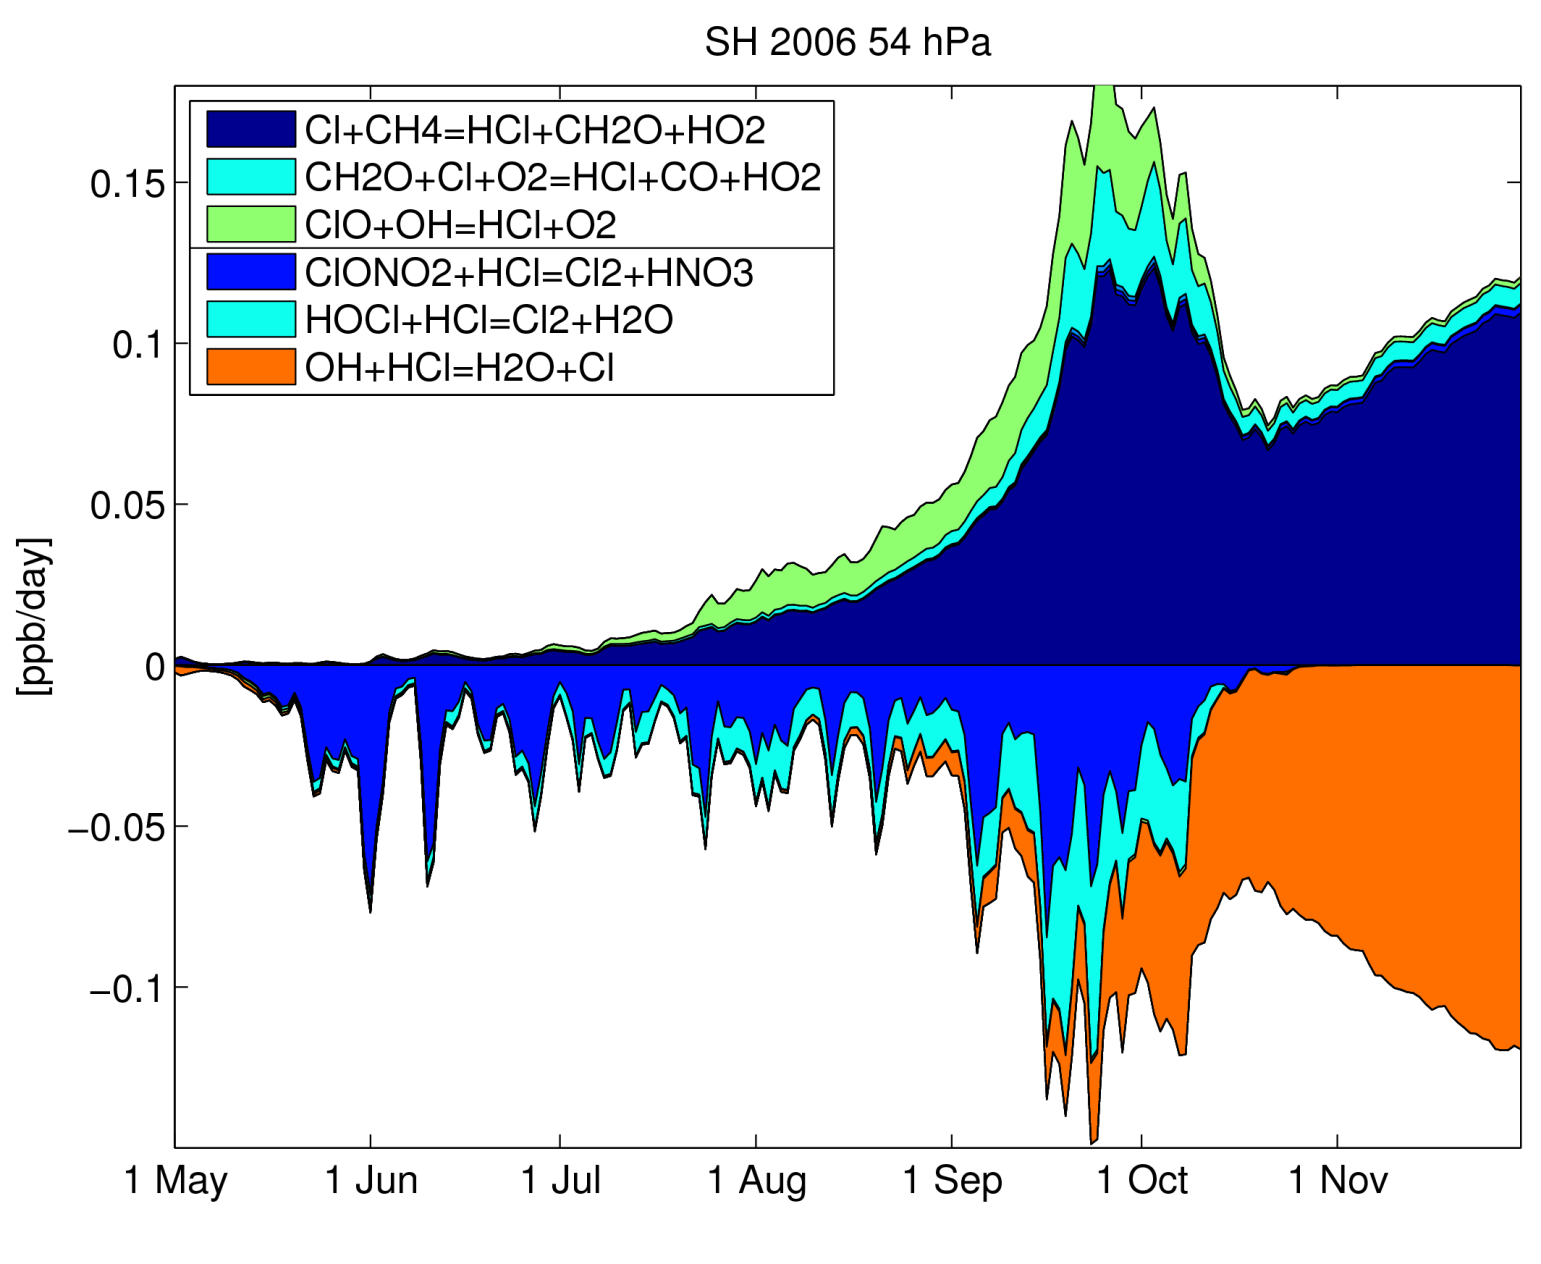 SH 2006 54 hPa
Cl+CH4=HCl+CH2O+HO2
CH2O+Cl+O2=HCl+CO+HO2
ClO+OH=HCl+O2
ClONO2+HCl=Cl2+HNO3
HOCl+HCl=Cl2+H2O
OH+HCl=H2O+Cl
[ppb/day]
0.15
0.1
0.05
0
−0.05
−0.1
1 May 1 Jun 1 Jul 1 Aug 1 Sep 1 Oct 1 Nov